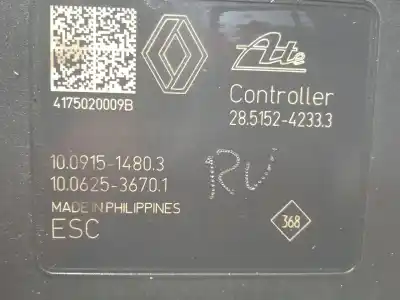 4175020009B
Ate
Controller
28.5152-4233.3
10.0915-1480.3
10.0625-3670.1
RW
MADE IN PHILIPPINES
ESC
368